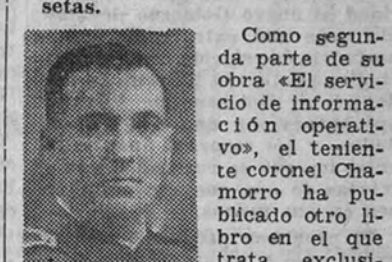 setas.
Como segun-
da parte de su
obra «El servi-
cio de informa-
ción operati-
vo», el tenien-
te coronel Cha-
morro ha pu-
blicado otro li-
bro en el que
trata exclusi-